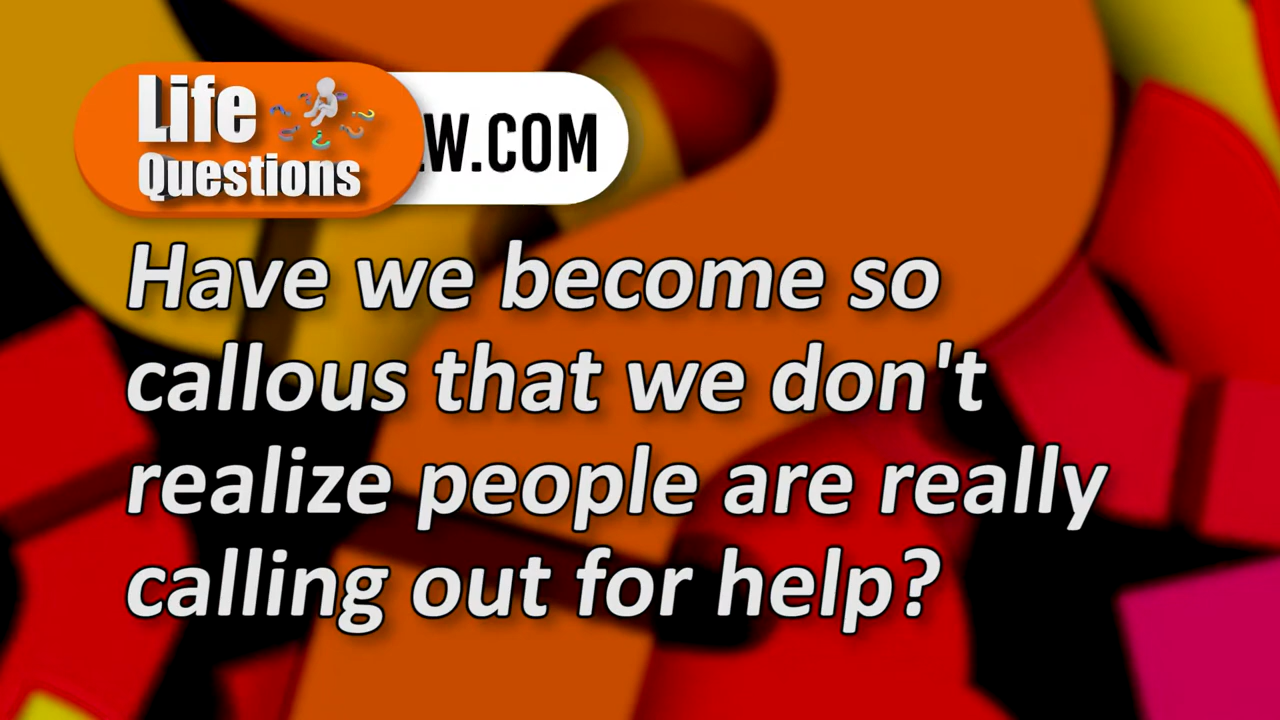 Life
Questions
W.COM
Have we become so
callous that we don't
realize people are really
calling out for help?